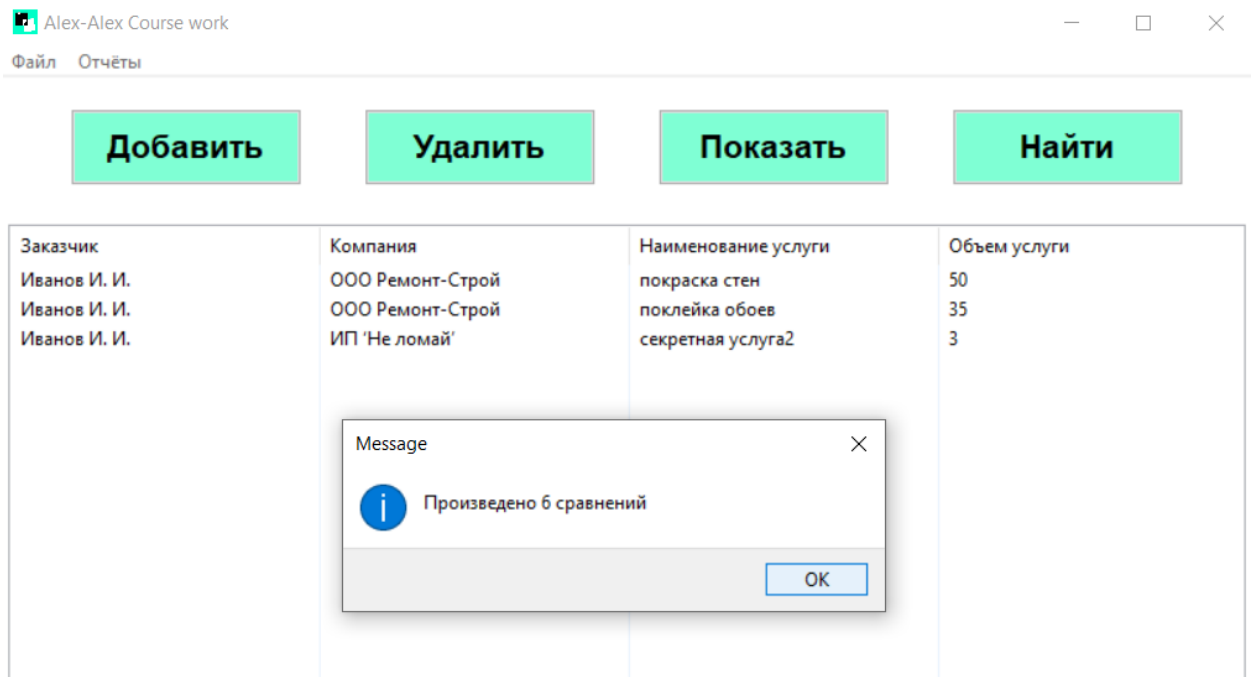 Alex-Alex Course work
Файл Отчёты
Добавить Удалить Показать Найти
Заказчик Компания Наименование услуги Объем услуги
Иванов И. И. ООО Ремонт-Строй покраска стен 50
Иванов И. И. ООО Ремонт-Строй поклейка обоев 35
Иванов И. И. ИП 'Не ломай' секретная услуга2 3
Message
Произведено 6 сравнений
OK